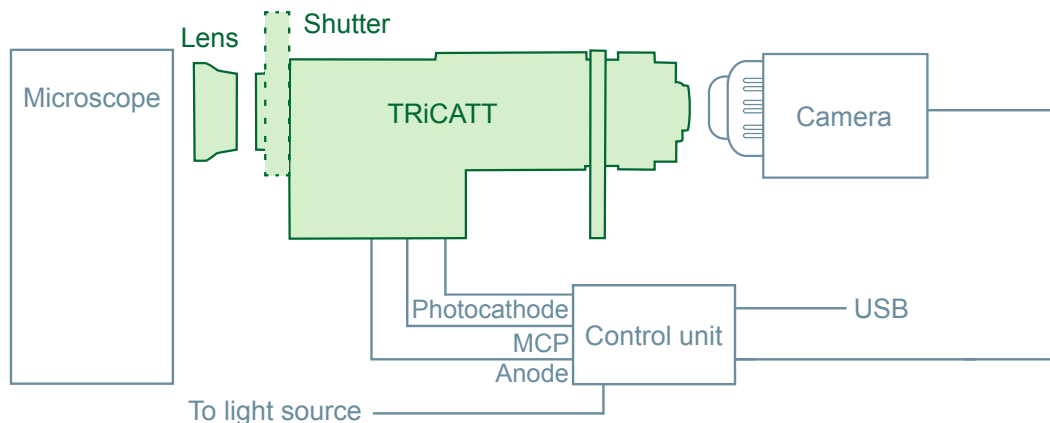 Shutter
Lens
Microscope
TRiCATT
Camera
Photocathode
USB
MCP
Control unit
Anode
To light source